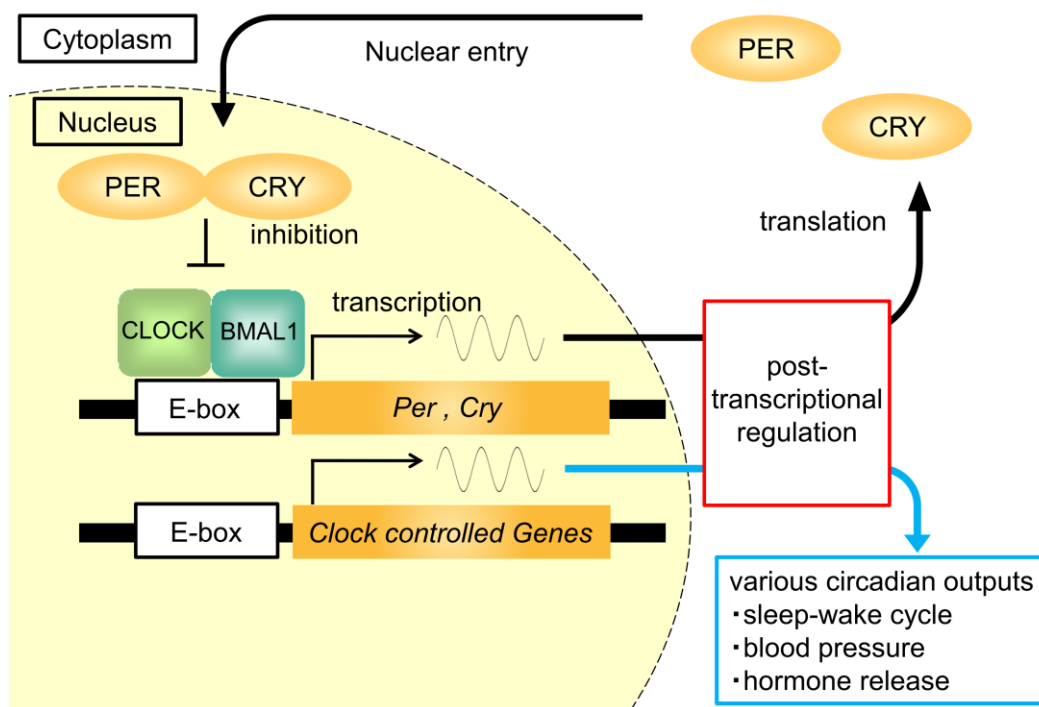 Cytoplasm
Nuclear entry
PER
CRY
Nucleus
PER
CRY
inhibition
translation
CLOCK
BMAL1
transcription
E-box
Per , Cry
post-
transcriptional
regulation
E-box
Clock controlled Genes
various circadian outputs
・sleep-wake cycle
・blood pressure
・hormone release